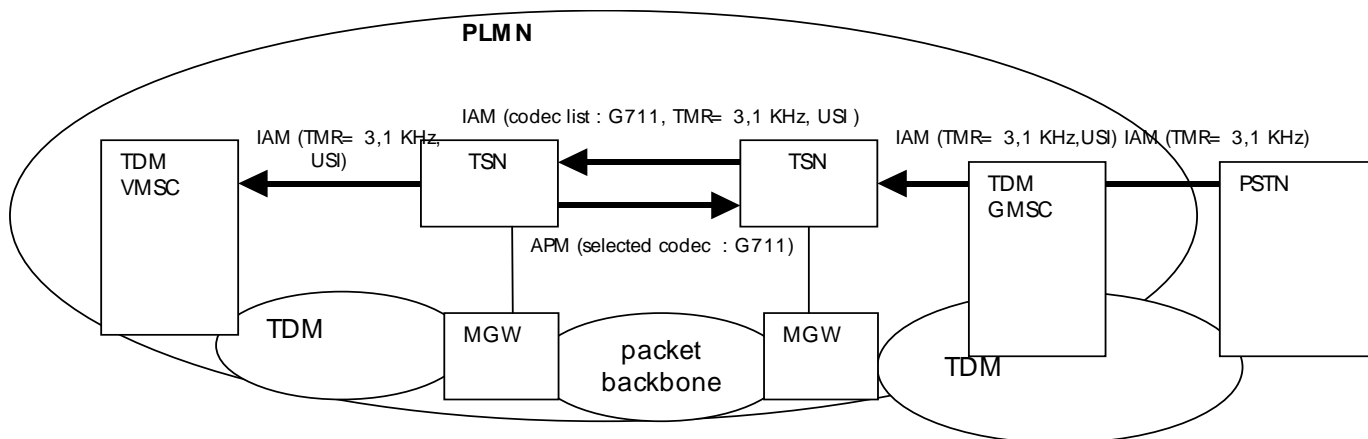 PLMN
IAM (codec list : G711, TMR= 3,1 KHz, USI )
IAM (TMR= 3,1 KHz,
USI)
IAM (TMR= 3,1 KHz,USI) IAM (TMR= 3,1 KHz)
TDM
VMSC
TSN
TSN
TDM
GMSC
PSTN
APM (selected codec : G711)
TDM
MGW
packet
backbone
MGW
TDM